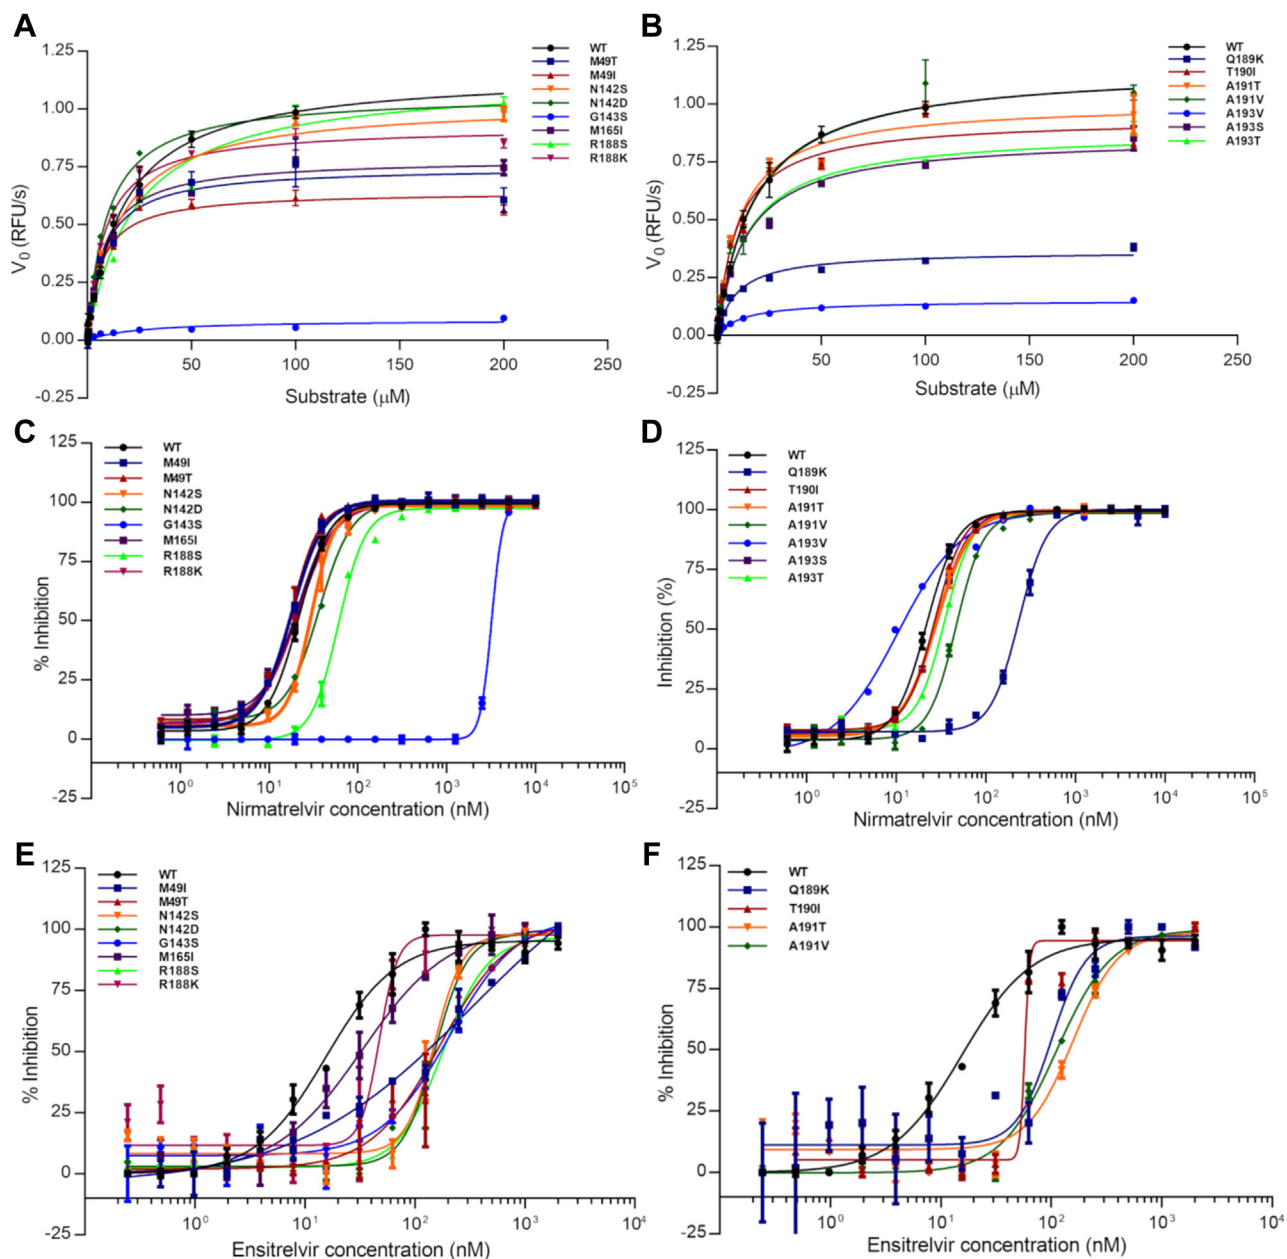 A
1.25
1.00
0.75
0.50
0.25
0.00
-0.25
V0 (RFU/s)
50
100
150
200
250
Substrate (μM)
WT
M49T
M49I
N142S
N142D
G143S
M165I
R188S
R188K
B
1.25
1.00
0.75
0.50
0.25
0.00
-0.25
V0 (RFU/s)
50
100
150
200
250
Substrate (μM)
WT
Q189K
T190I
A191T
A191V
A193V
A193S
A193T
C
125
100
75
50
25
0
-25
% Inhibition
10^0
10^1
10^2
10^3
10^4
10^5
Nirmatrelvir concentration (nM)
WT
M49I
M49T
N142S
N142D
G143S
M165I
R188S
R188K
D
125
100
75
50
25
0
-25
Inhibition (%)
10^0
10^1
10^2
10^3
10^4
10^5
Nirmatrelvir concentration (nM)
WT
Q189K
T190I
A191T
A191V
A193V
A193S
A193T
E
125
100
75
50
25
0
-25
% Inhibition
10^0
10^1
10^2
10^3
10^4
Ensitrelvir concentration (nM)
WT
M49I
M49T
N142S
N142D
G143S
M165I
R188S
R188K
F
125
100
75
50
25
0
-25
% Inhibition
10^0
10^1
10^2
10^3
10^4
Ensitrelvir concentration (nM)
WT
Q189K
T190I
A191T
A191V